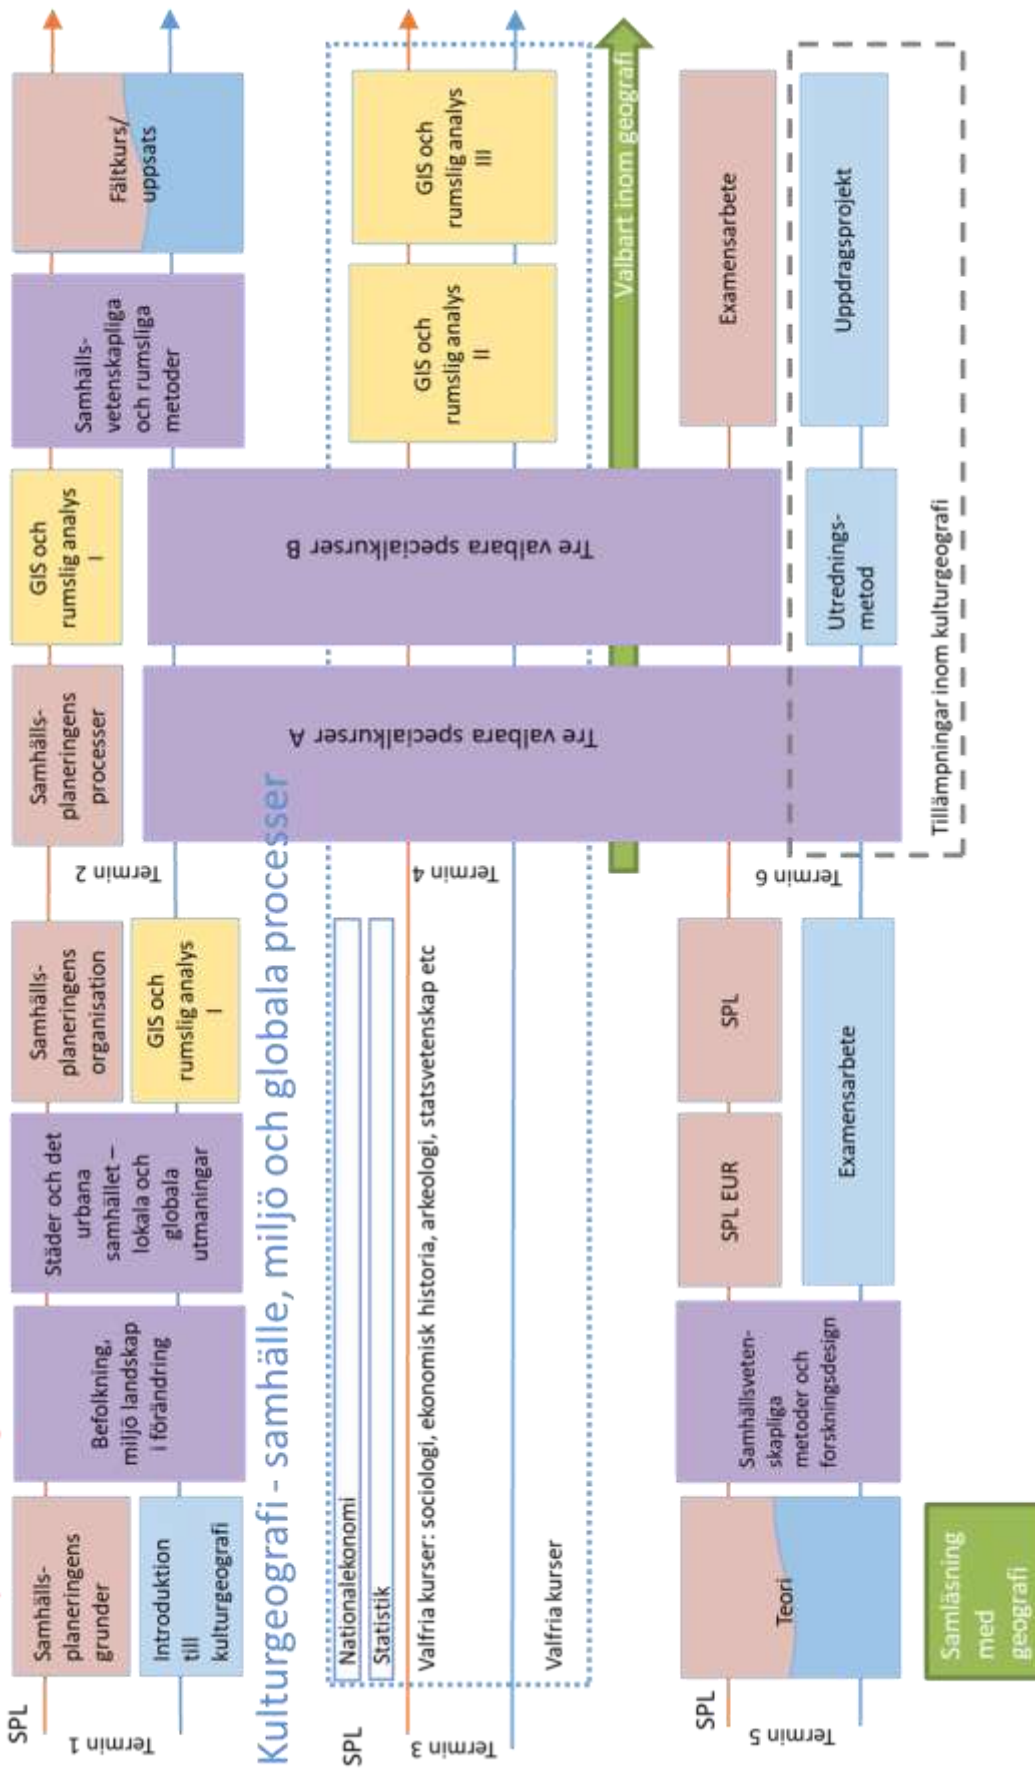 SPL
Termin 1
Samhälls-
planeringens
grunder
Introduktion
till
kulturgeografi
Befolkning,
miljö landskap
i förändring
Städer och det
urbana
samhället –
lokala och
globala
utmaningar
Samhälls-
planeringens
organisation
GIS och
rumslig analys
I
Termin 2
Samhälls-
planeringens
processer
GIS och
rumslig analys
I
Samhälls-
vetenskapliga
och rumsliga
metoder
Fältkurs/
uppsats
Kulturgeografi - samhälle, miljö och globala processer
SPL
Termin 3
Nationalekonomi
Statistik
Valfria kurser: sociologi, ekonomisk historia, arkeologi, statsvetenskap etc
Valfria kurser
Termin 4
Tre valbara specialkurser A
Tre valbara specialkurser B
GIS och
rumslig analys
II
GIS och
rumslig analys
III
Valbart inom geografi
SPL
Termin 5
Teori
Samhällsveten-
skapliga
metoder och
forskningsdesign
SPL EUR
SPL
Examensarbete
Termin 6
Examensarbete
Utrednings-
metod
Uppdragsprojekt
Tillämpningar inom kulturgeografi
Samläsning
med
geografi